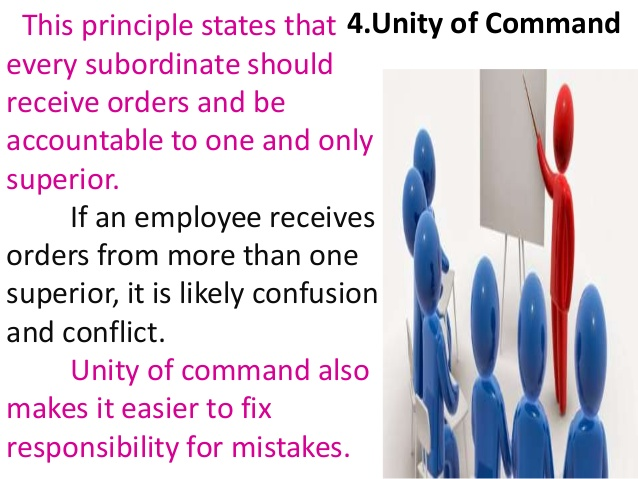 4.Unity of Command
This principle states that
every subordinate should
receive orders and be
accountable to one and only
superior.
If an employee receives
orders from more than one
superior, it is likely confusion
and conflict.
Unity of command also
makes it easier to fix
responsibility for mistakes.